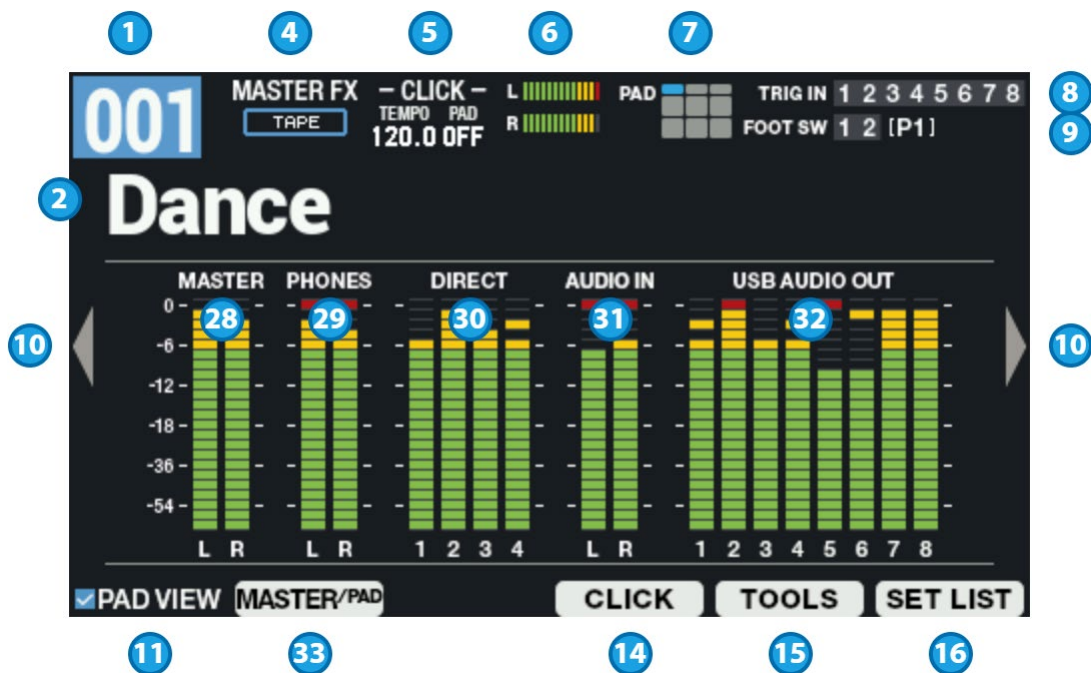 1 4 5 6 7
001 MASTER FX - CLICK - L PAD TRIG IN 1 2 3 4 5 6 7 8 8
TAPE TEMPO PAD R FOOT SW 1 2 [P1] 9
120.0 OFF
2 Dance
MASTER PHONES DIRECT AUDIO IN USB AUDIO OUT
0 28 29 30 31 32
10 -6 10
-12
-18
-36
-54
L R L R 1 2 3 4 L R 1 2 3 4 5 6 7 8
PAD VIEW MASTER/PAD CLICK TOOLS SET LIST
11 33 14 15 16